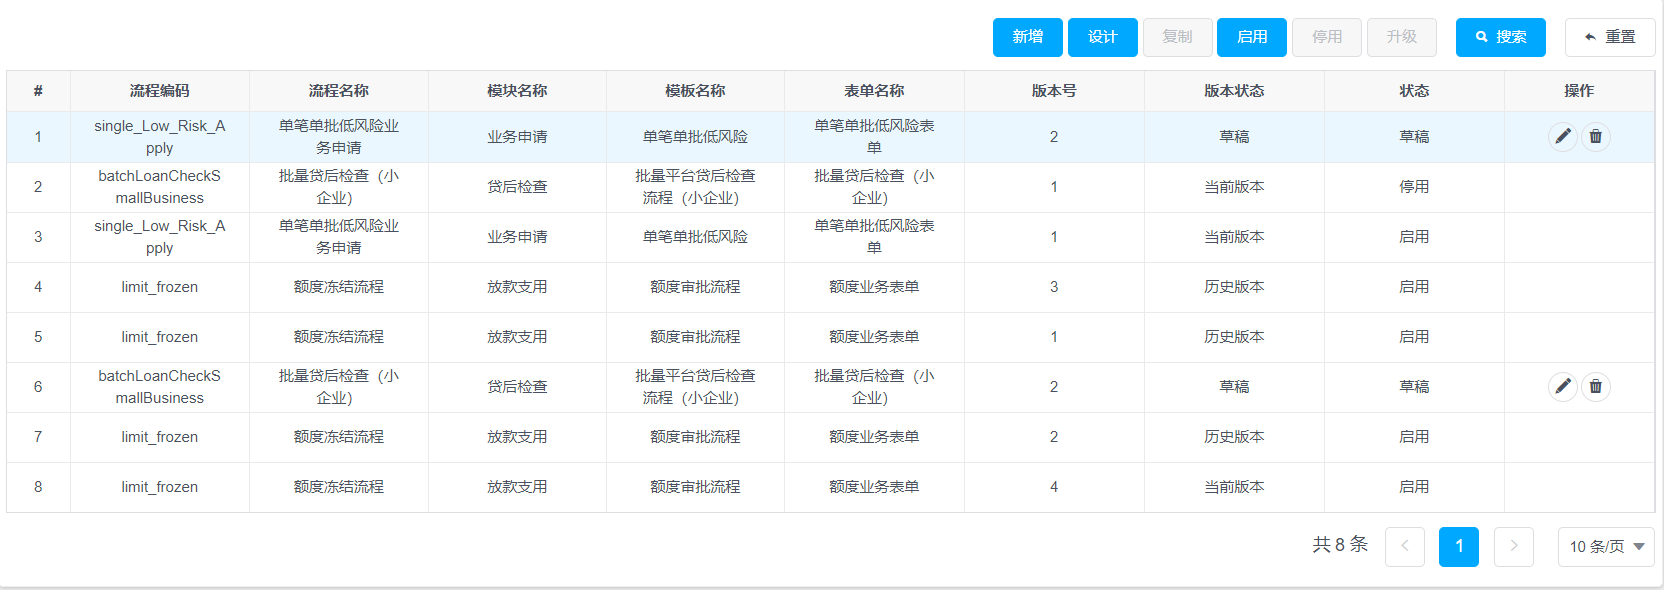 新增 设计 复制 启用 停用 升级 搜索 重置
# 流程编码 流程名称 模块名称 模板名称 表单名称 版本号 版本状态 状态 操作
1 single_Low_Risk_A
pply 单笔单批低风险业
务申请 业务申请 单笔单批低风险 单笔单批低风险表
单 2 草稿 草稿
2 batchLoanCheckS
mallBusiness 批量贷后检查（小
企业） 贷后检查 批量平台贷后检查
流程（小企业） 批量贷后检查（小
企业） 1 当前版本 停用
3 single_Low_Risk_A
pply 单笔单批低风险业
务申请 业务申请 单笔单批低风险 单笔单批低风险表
单 1 当前版本 启用
4 limit_frozen 额度冻结流程 放款支用 额度审批流程 额度业务表单 3 历史版本 启用
5 limit_frozen 额度冻结流程 放款支用 额度审批流程 额度业务表单 1 历史版本 启用
6 batchLoanCheckS
mallBusiness 批量贷后检查（小
企业） 贷后检查 批量平台贷后检查
流程（小企业） 批量贷后检查（小
企业） 2 草稿 草稿
7 limit_frozen 额度冻结流程 放款支用 额度审批流程 额度业务表单 2 历史版本 启用
8 limit_frozen 额度冻结流程 放款支用 额度审批流程 额度业务表单 4 当前版本 启用
共 8 条 1 10 条/页